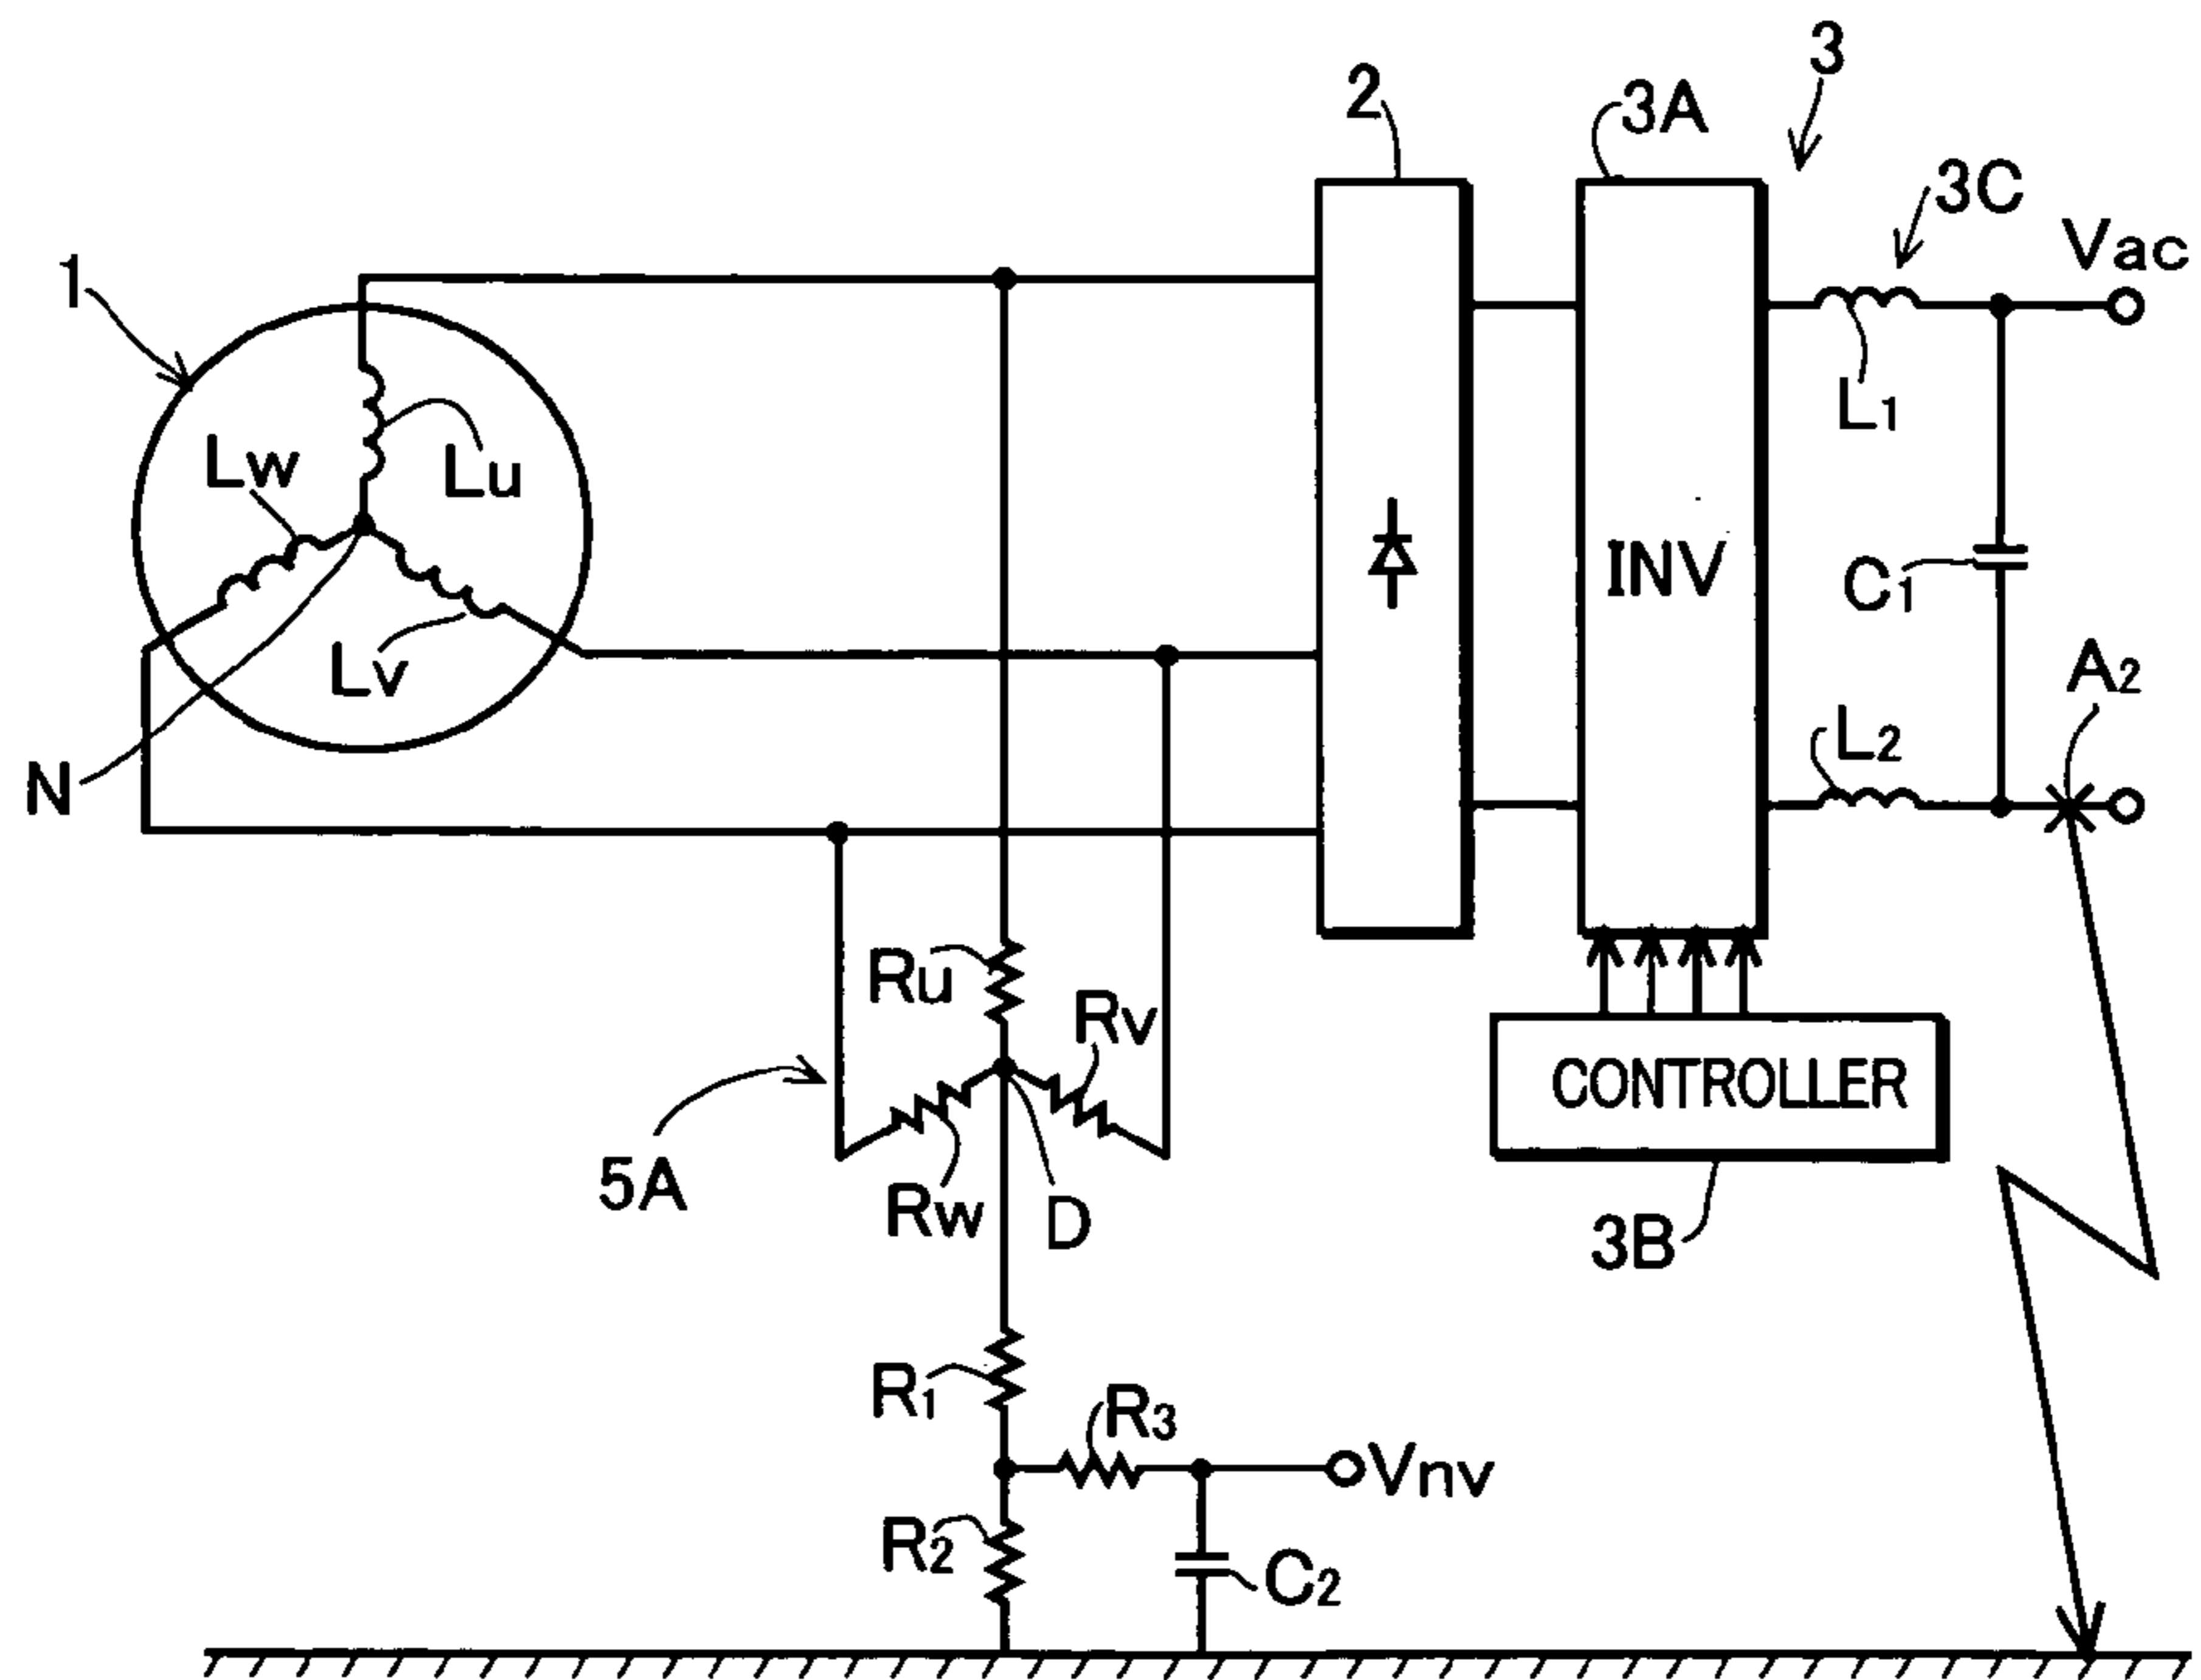 3
2
3A
3C
Vac
1
L1
Lw
Lu
INV
C1
A2
Lv
L2
N
Ru
Rv
CONTROLLER
5A
Rw
D
3B
R1
R3
Vnv
R2
C2